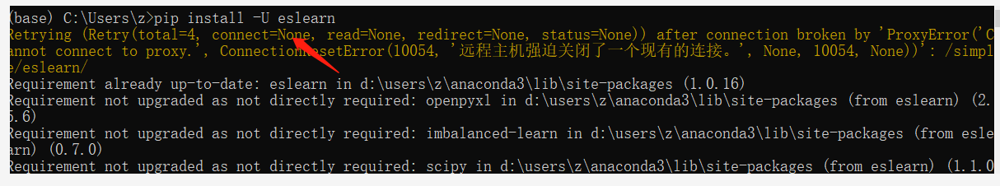 (base) C:\Users\z>pip install -U eslearn
Retrying (Retry(total=4, connect=None, read=None, redirect=None, status=None)) after connection broken by 'ProxyError('C
annot connect to proxy.', ConnectionResetError(10054, '远程主机强迫关闭了一个现有的连接。', None, 10054, None))': /simpl
e/eslearn/
Requirement already up-to-date: eslearn in d:\users\z\anaconda3\lib\site-packages (1.0.16)
Requirement not upgraded as not directly required: openpyxl in d:\users\z\anaconda3\lib\site-packages (from eslearn) (2.
5.6)
Requirement not upgraded as not directly required: imbalanced-learn in d:\users\z\anaconda3\lib\site-packages (from esle
arn) (0.7.0)
Requirement not upgraded as not directly required: scipy in d:\users\z\anaconda3\lib\site-packages (from eslearn) (1.1.0